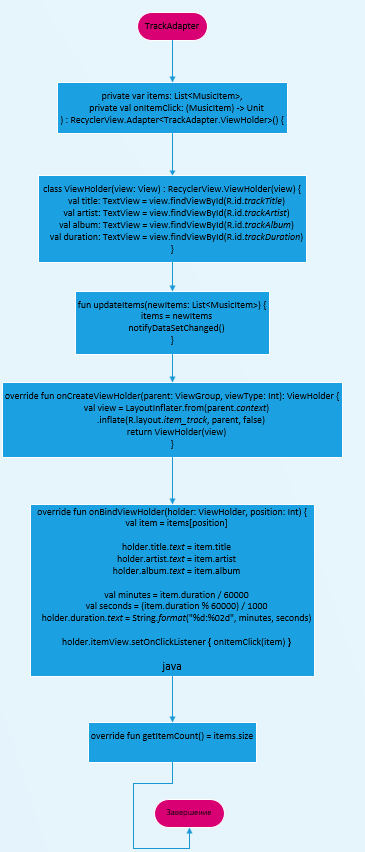 TrackAdapter
private var items: List<MusicItem>,
private val onItemClick: (MusicItem) -> Unit
) : RecyclerView.Adapter<TrackAdapter.ViewHolder>() {
class ViewHolder(view: View) : RecyclerView.ViewHolder(view) {
val title: TextView = view.findViewById(R.id.trackTitle)
val artist: TextView = view.findViewById(R.id.trackArtist)
val album: TextView = view.findViewById(R.id.trackAlbum)
val duration: TextView = view.findViewById(R.id.trackDuration)
}
fun updateItems(newItems: List<MusicItem>) {
items = newItems
notifyDataSetChanged()
}
override fun onCreateViewHolder(parent: ViewGroup, viewType: Int): ViewHolder {
val view = LayoutInflater.from(parent.context)
.inflate(R.layout.item_track, parent, false)
return ViewHolder(view)
}
override fun onBindViewHolder(holder: ViewHolder, position: Int) {
val item = items[position]
holder.title.text = item.title
holder.artist.text = item.artist
holder.album.text = item.album
val minutes = item.duration / 60000
val seconds = (item.duration % 60000) / 1000
holder.duration.text = String.format("%d:%02d", minutes, seconds)
holder.itemView.setOnClickListener { onItemClick(item) }
java
override fun getItemCount() = items.size
Завершение